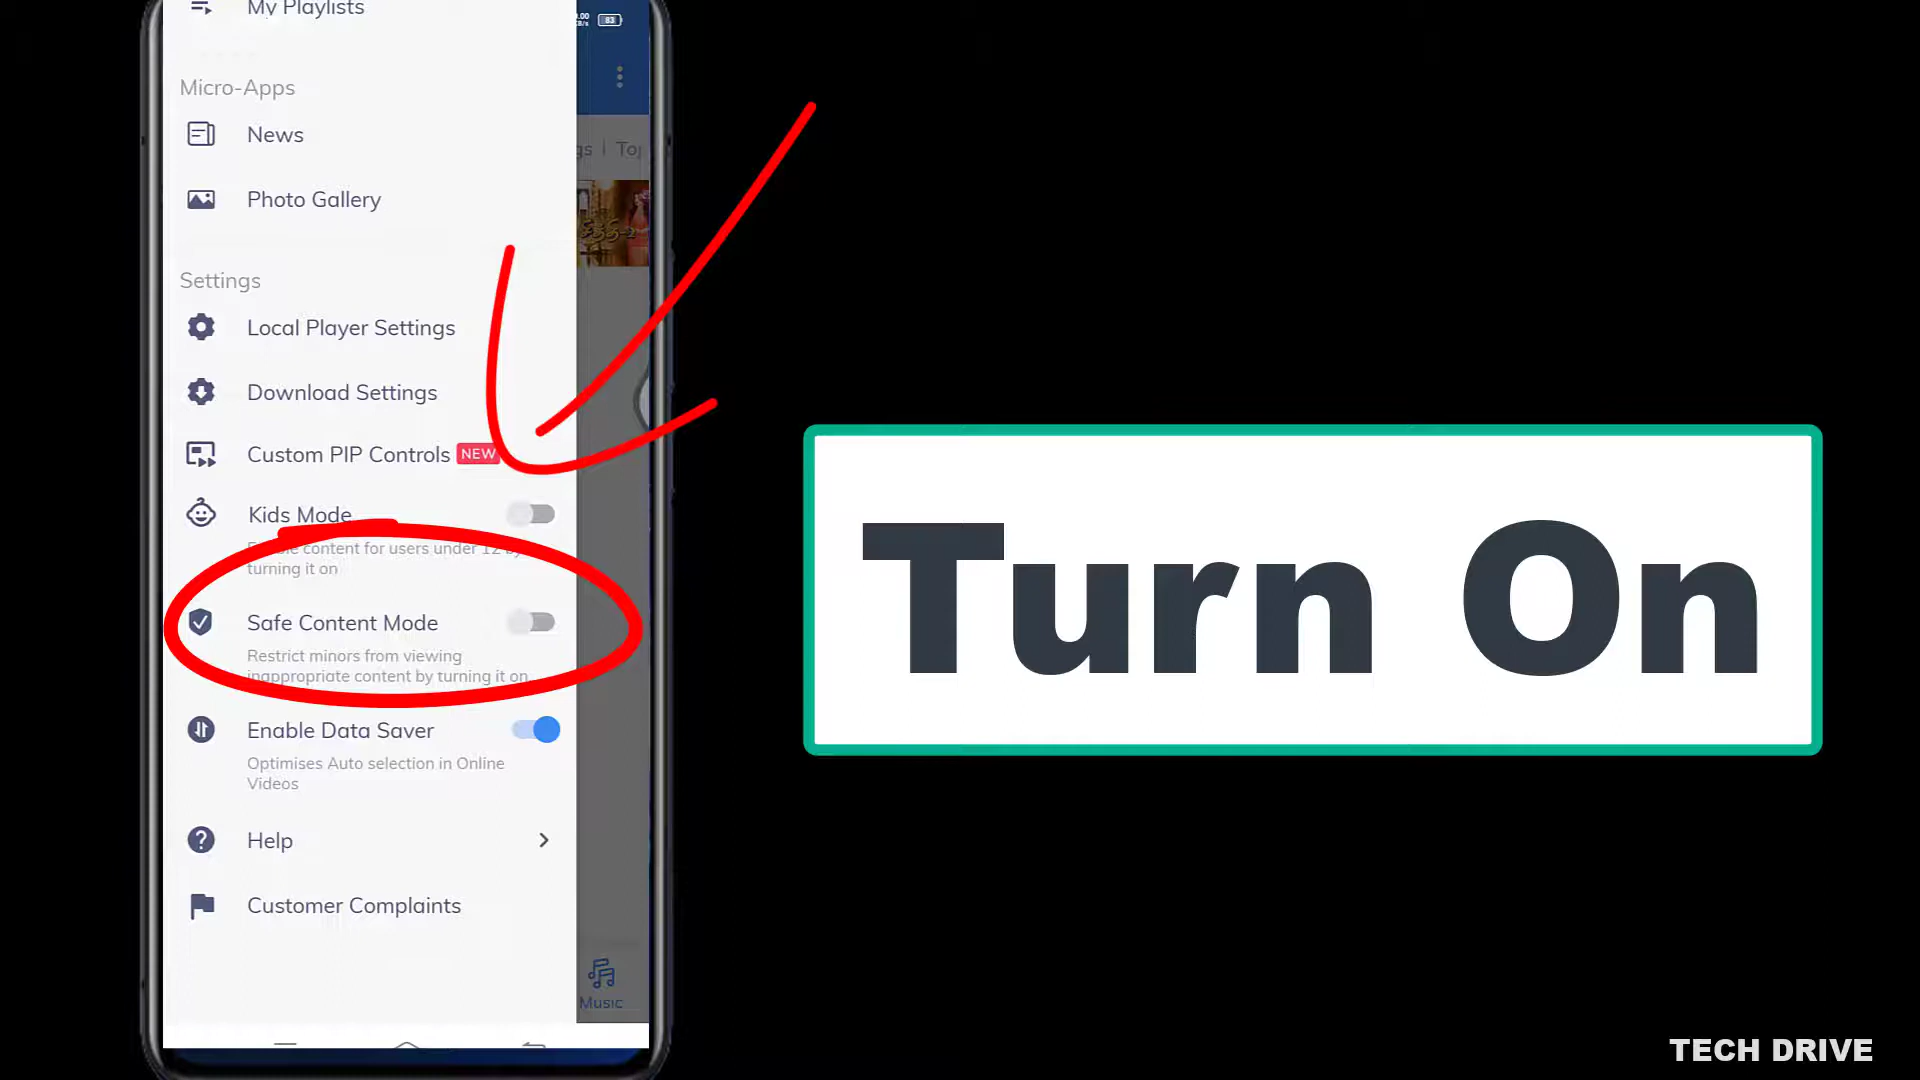 My Playlists
83
Micro-Apps
News
Photo Gallery
Settings
Local Player Settings
Download Settings
Custom PIP Controls NEW
Kids Mode
content for users under 12 by
turning it on
Safe Content Mode
Restrict minors from viewing
inappropriate content by turning it on
Enable Data Saver
Optimises Auto selection in Online
Videos
Help
Customer Complaints
Music
Turn On
TECH DRIVE